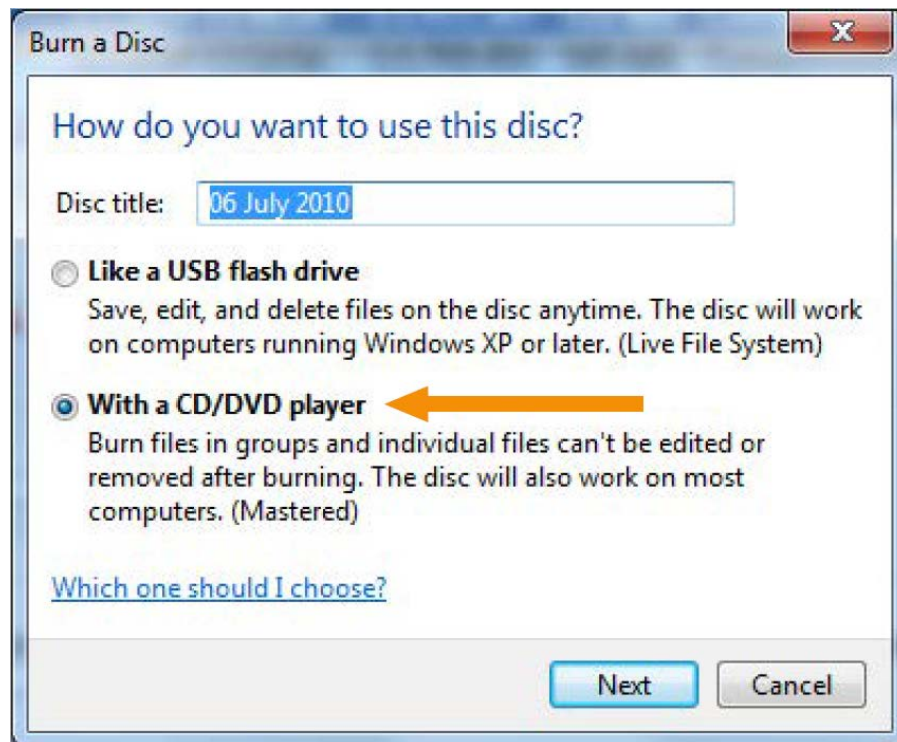 Burn a Disc
How do you want to use this disc?
Disc title: 06 July 2010
Like a USB flash drive
Save, edit, and delete files on the disc anytime. The disc will work
on computers running Windows XP or later. (Live File System)
With a CD/DVD player
Burn files in groups and individual files can't be edited or
removed after burning. The disc will also work on most
computers. (Mastered)
Which one should I choose?
Next Cancel